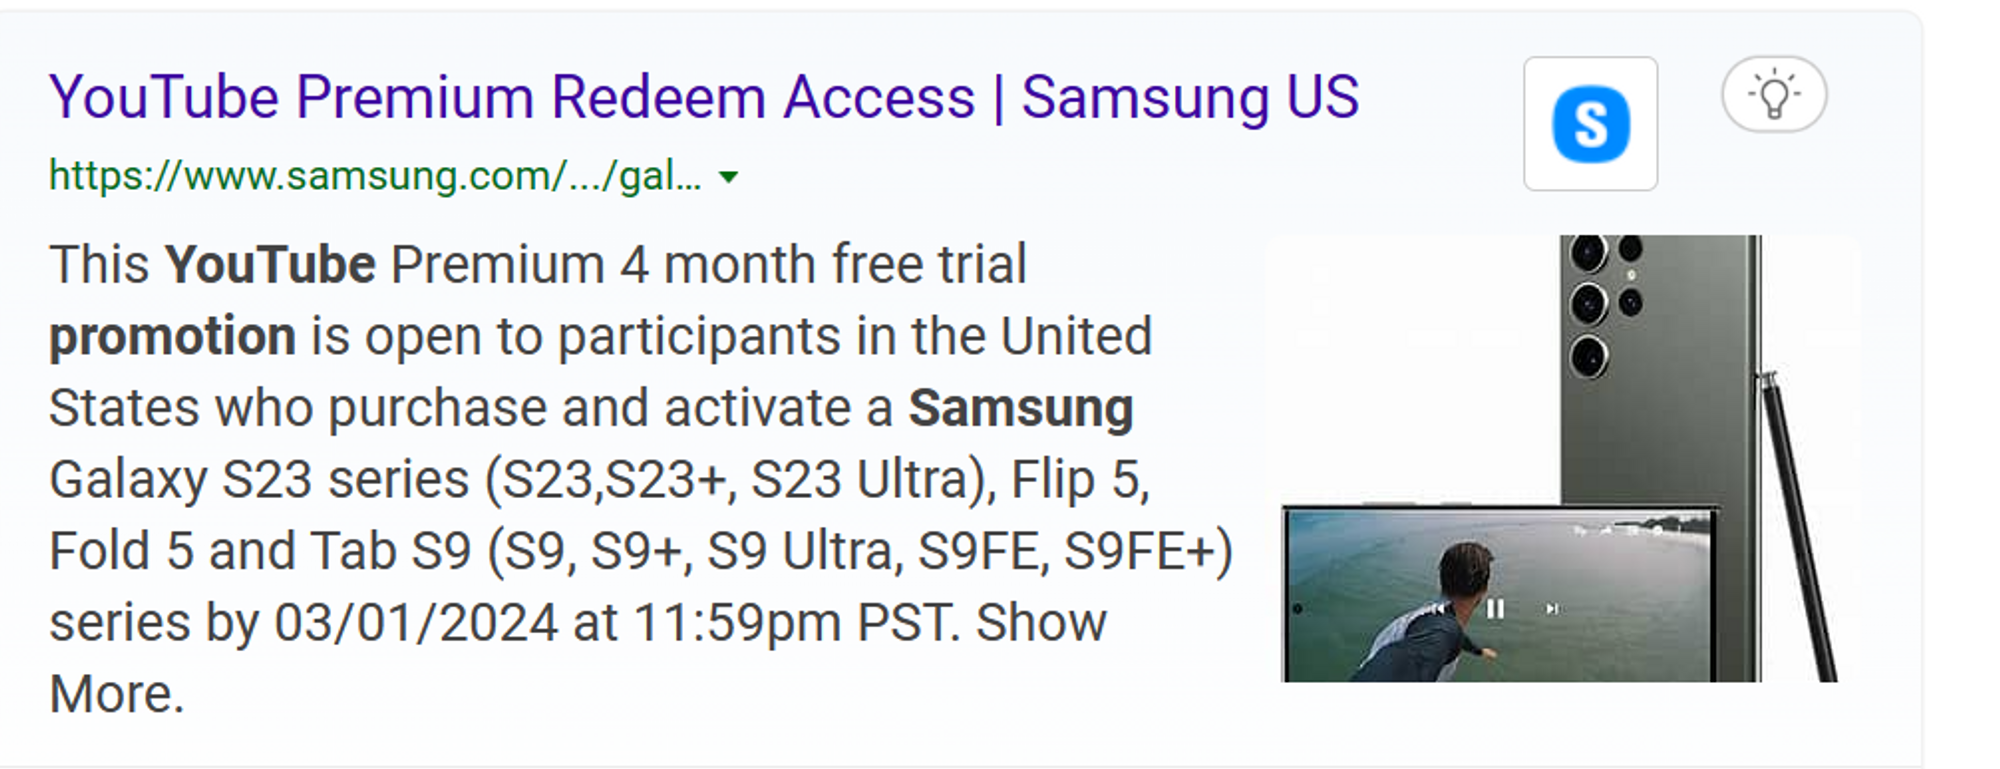 YouTube Premium Redeem Access | Samsung US
https://www.samsung.com/.../gal...
S
This YouTube Premium 4 month free trial
promotion is open to participants in the United
States who purchase and activate a Samsung
Galaxy S23 series (S23,S23+, S23 Ultra), Flip 5,
Fold 5 and Tab S9 (S9, S9+, S9 Ultra, S9FE, S9FE+)
series by 03/01/2024 at 11:59pm PST. Show
More.